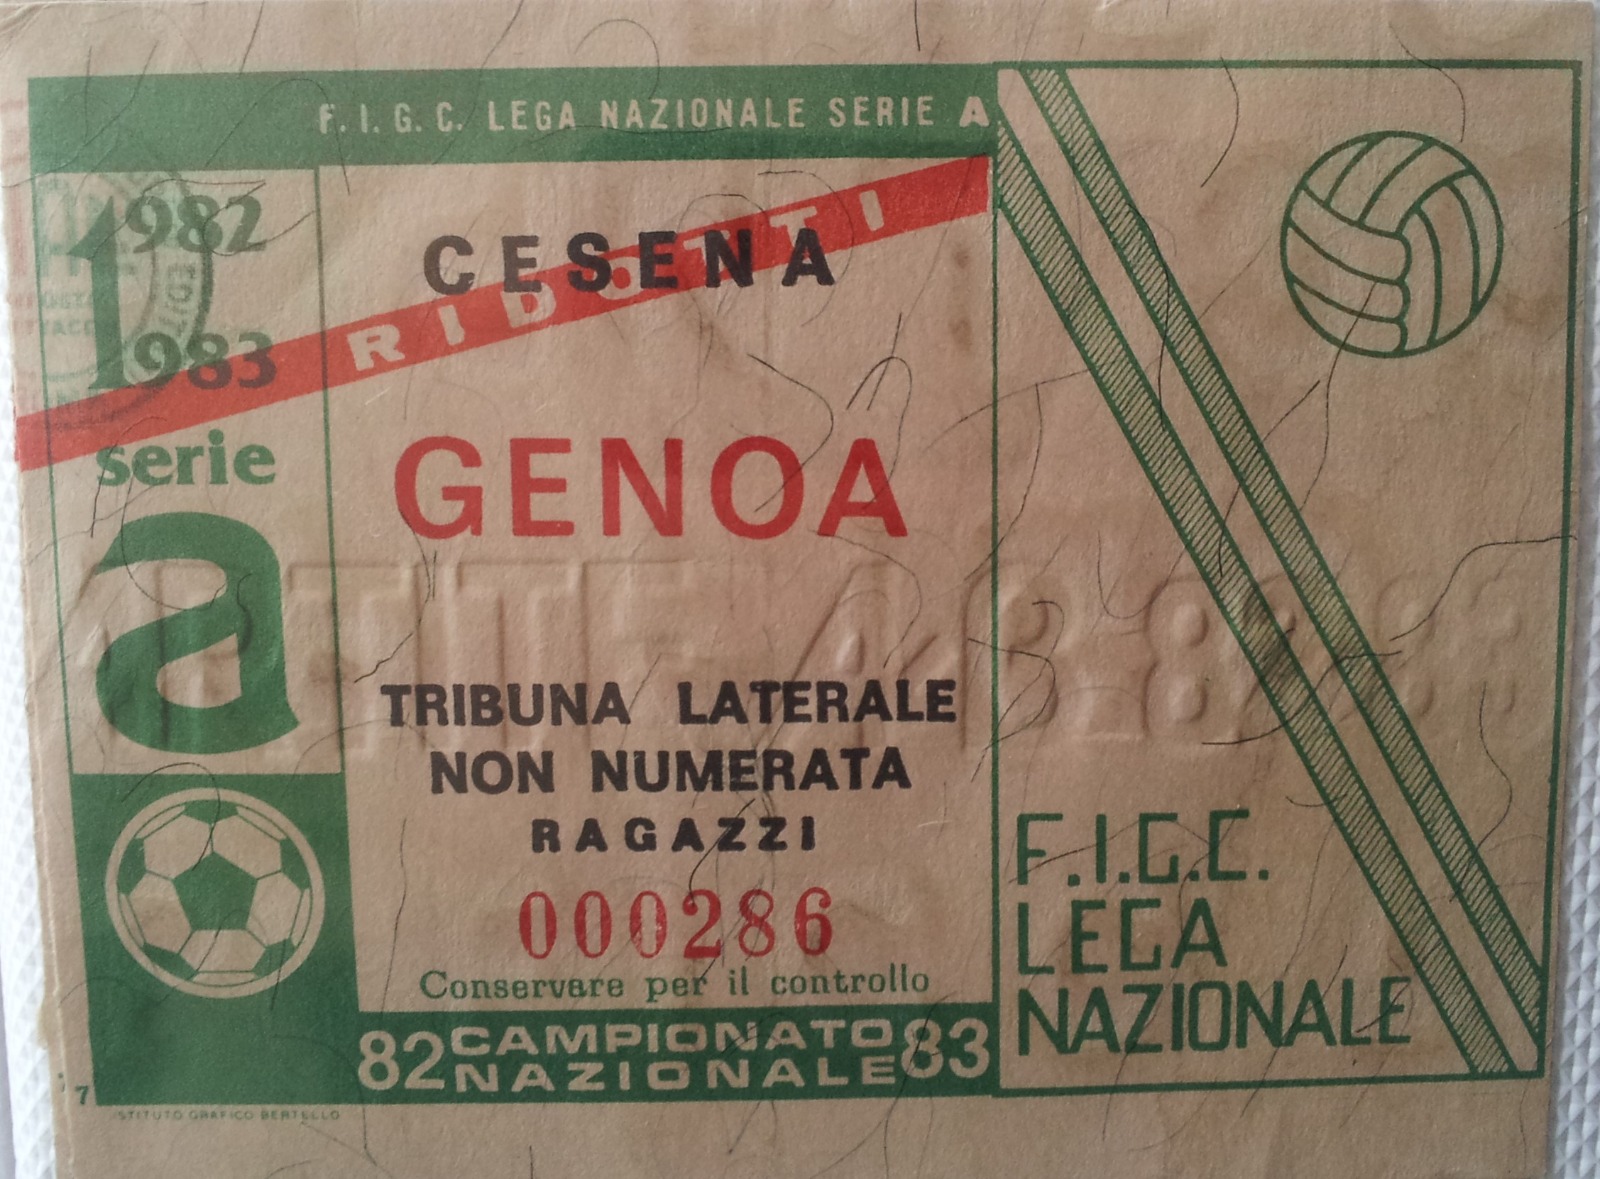 F. I. G. C. LEGA NAZIONALE SERIE A
1982
1983
serie
a
RIDOTTI
CESENA
GENOA
TRIBUNA LATERALE
NON NUMERATA
RAGAZZI
000286
Conservare per il controllo
82 CAMPIONATO NAZIONALE 83
7
ISTITUTO GRAFICO BERTELLO
F.I.G.C.
LEGA
NAZIONALE